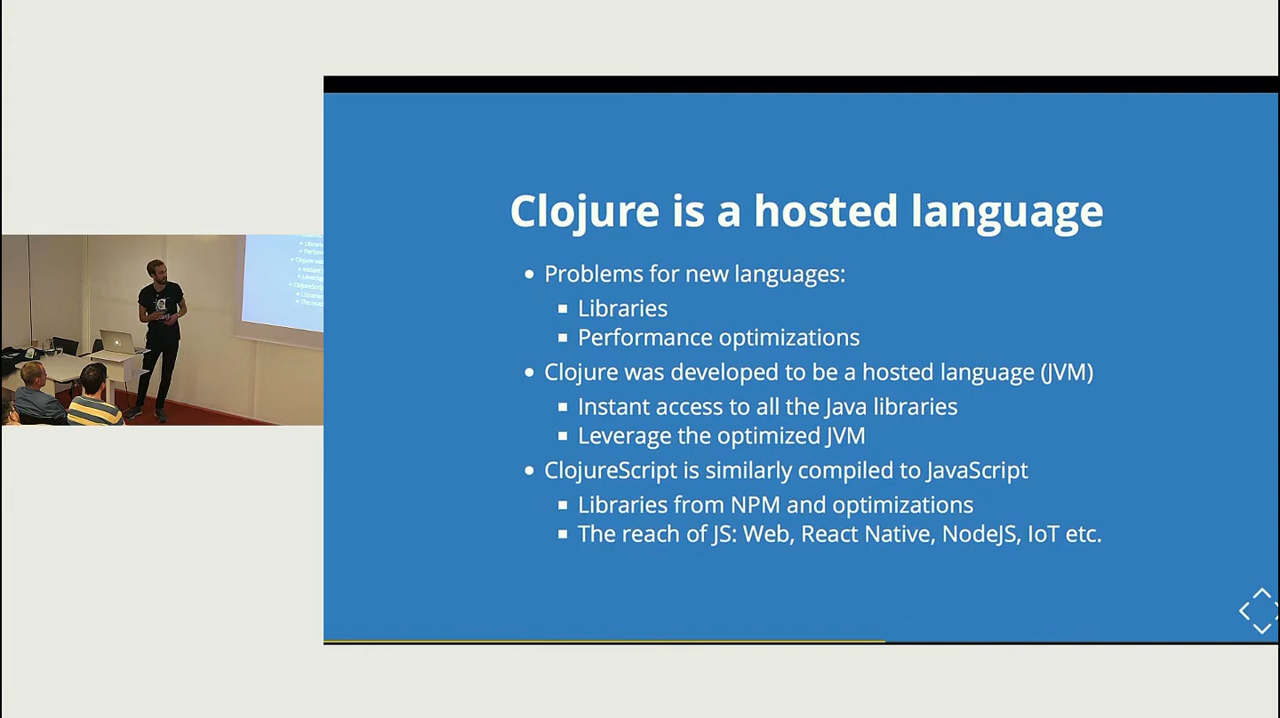 Clojure is a hosted language
Problems for new languages:
Libraries
Performance optimizations
Clojure was developed to be a hosted language (JVM)
Instant access to all the Java libraries
Leverage the optimized JVM
ClojureScript is similarly compiled to JavaScript
Libraries from NPM and optimizations
The reach of JS: Web, React Native, NodeJS, IoT etc.